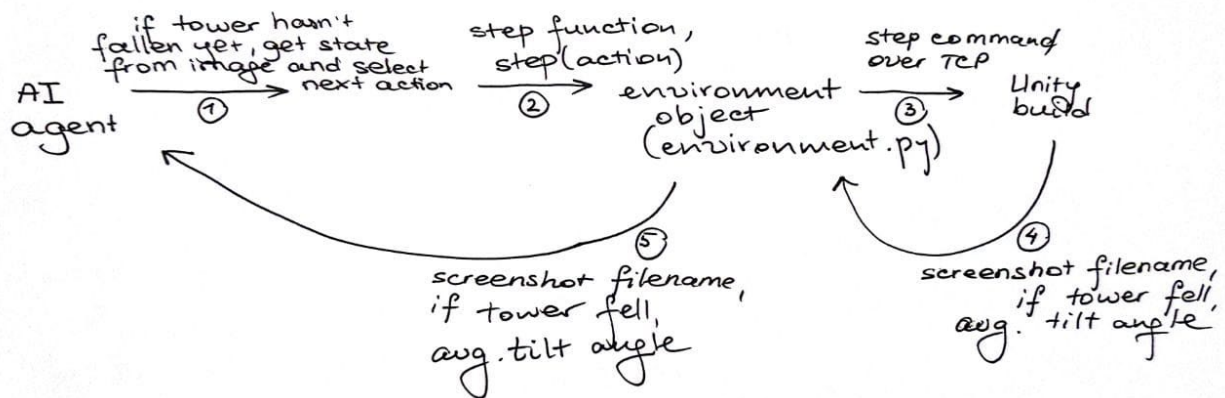 if tower hasn't
fallen yet, get state
from image and select
next action
AI
agent
①
step function,
step(action)
②
environment
object
(environment.py)
step command
over TCP
③
Unity
build
④
screenshot filename,
if tower fell,
avg. tilt angle
⑤
screenshot filename,
if tower fell,
avg. tilt angle